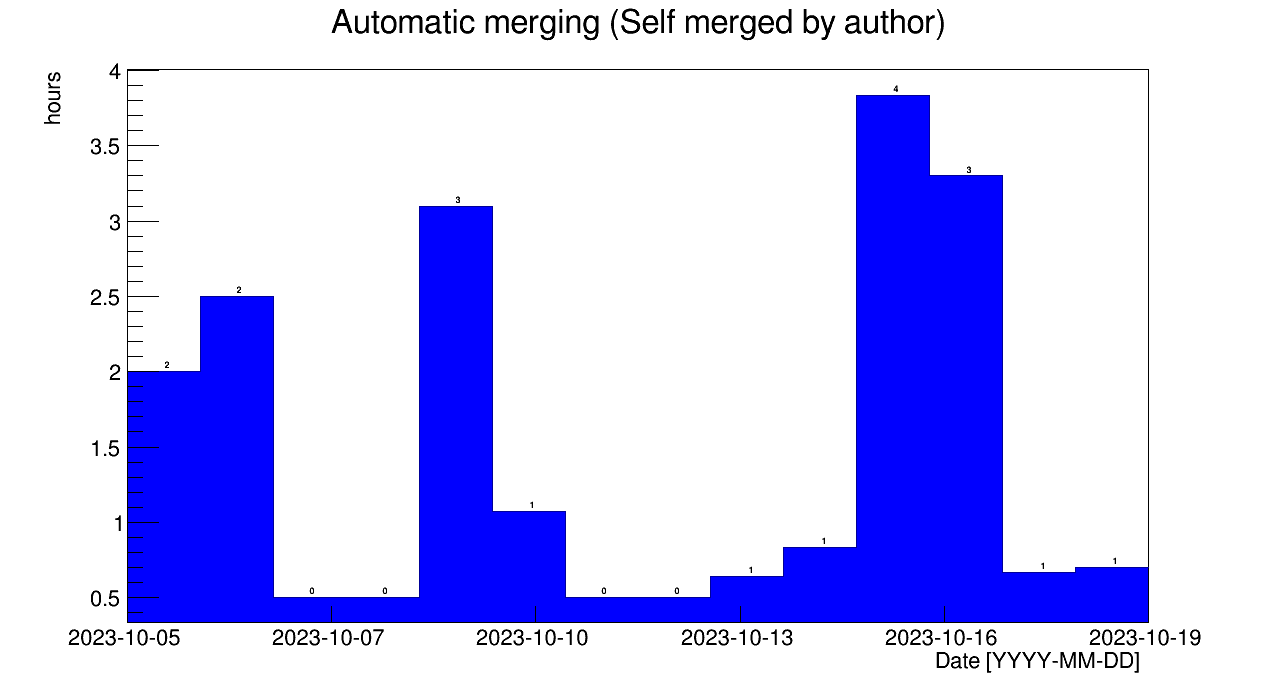 Automatic merging (Self merged by author)
hours
4
3.5
3
2.5
2
1.5
1
0.5
2 2 0 0 3 1 0 0 1 1 4 3 1 1
2023-10-05 2023-10-07 2023-10-10 2023-10-13 2023-10-16 2023-10-19
Date [YYYY-MM-DD]